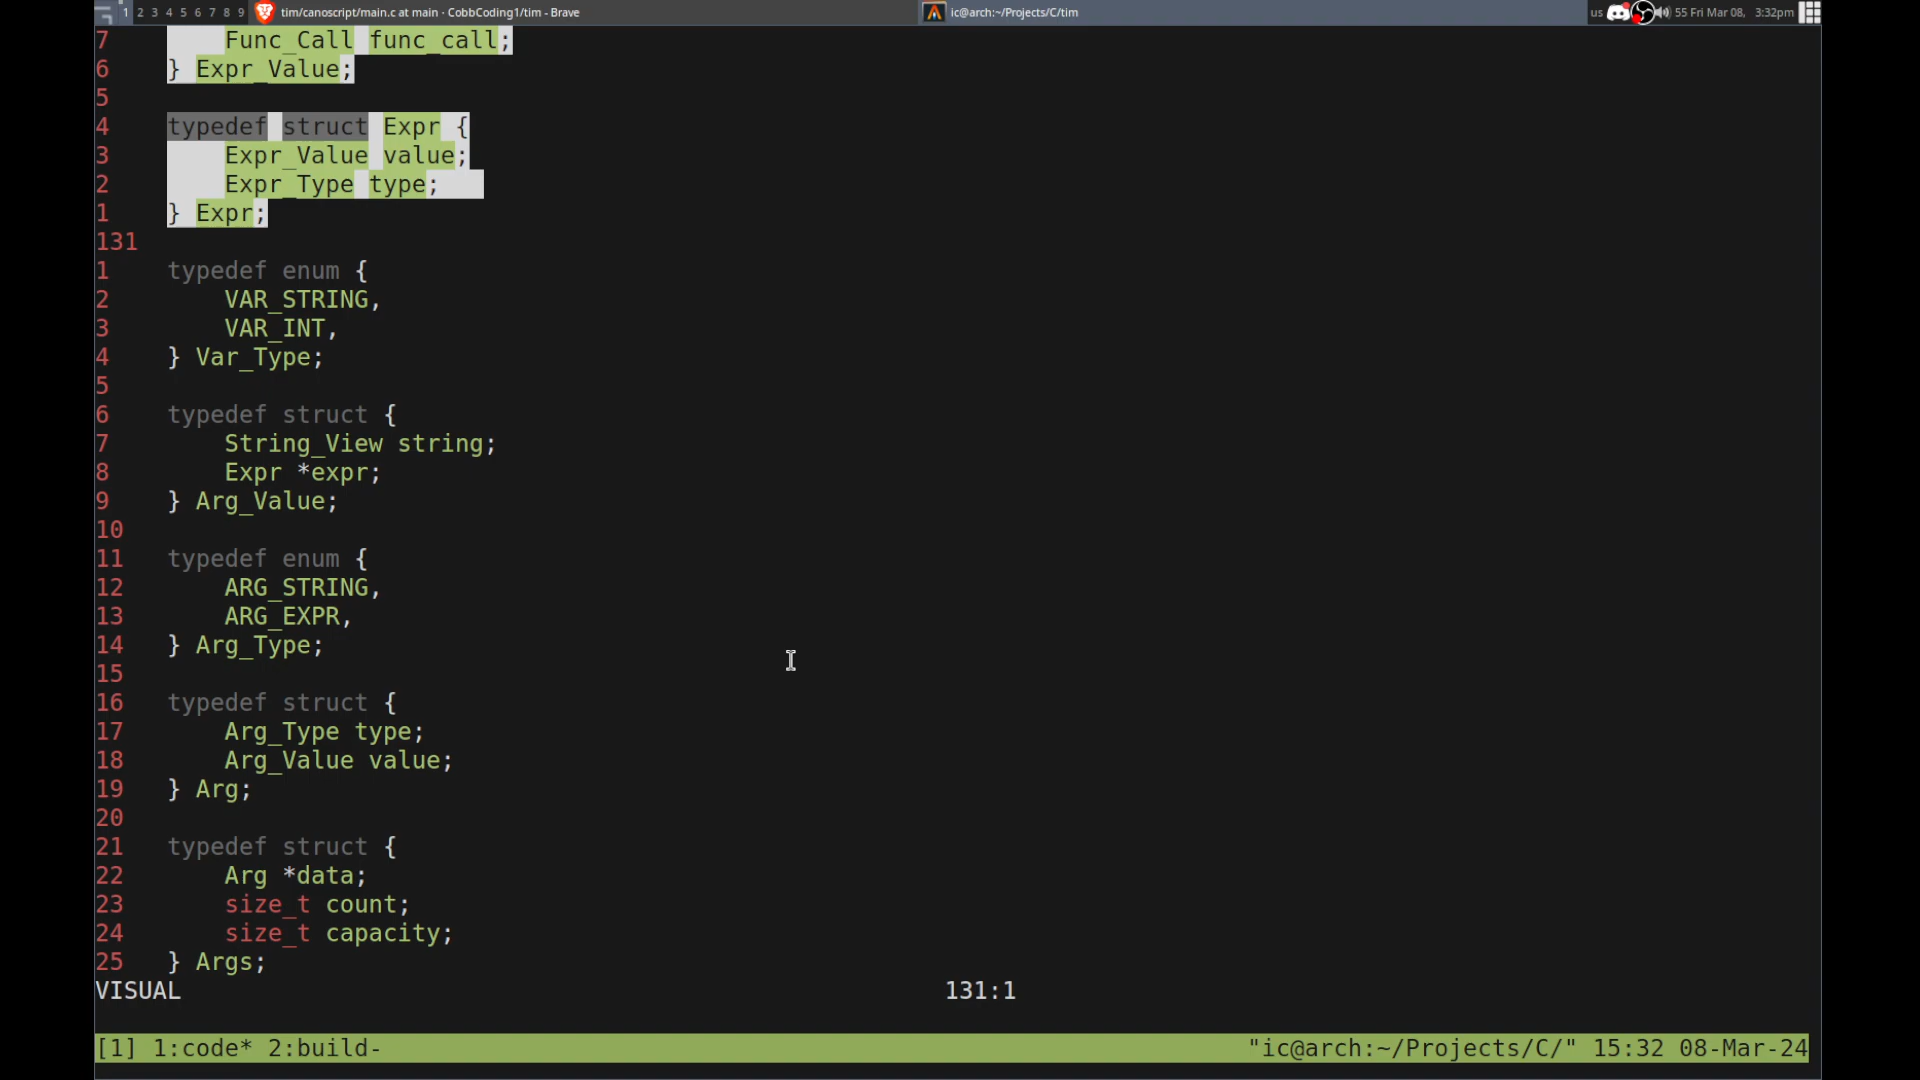 1 2 3 4 5 6 7 8 9 tim/canoscript/main.c at main · CobbCoding1/tim - Brave ic@arch:~/Projects/C/tim us 55 Fri Mar 08, 3:32pm
7 Func_Call func_call;
6 } Expr_Value;
5
4 typedef struct Expr {
3 Expr_Value value;
2 Expr_Type type;
1 } Expr;
131
1 typedef enum {
2 VAR_STRING,
3 VAR_INT,
4 } Var_Type;
5
6 typedef struct {
7 String_View string;
8 Expr *expr;
9 } Arg_Value;
10
11 typedef enum {
12 ARG_STRING,
13 ARG_EXPR,
14 } Arg_Type;
15
16 typedef struct {
17 Arg_Type type;
18 Arg_Value value;
19 } Arg;
20
21 typedef struct {
22 Arg *data;
23 size_t count;
24 size_t capacity;
25 } Args;
VISUAL 131:1
[1] 1:code* 2:build- "ic@arch:~/Projects/C/" 15:32 08-Mar-24